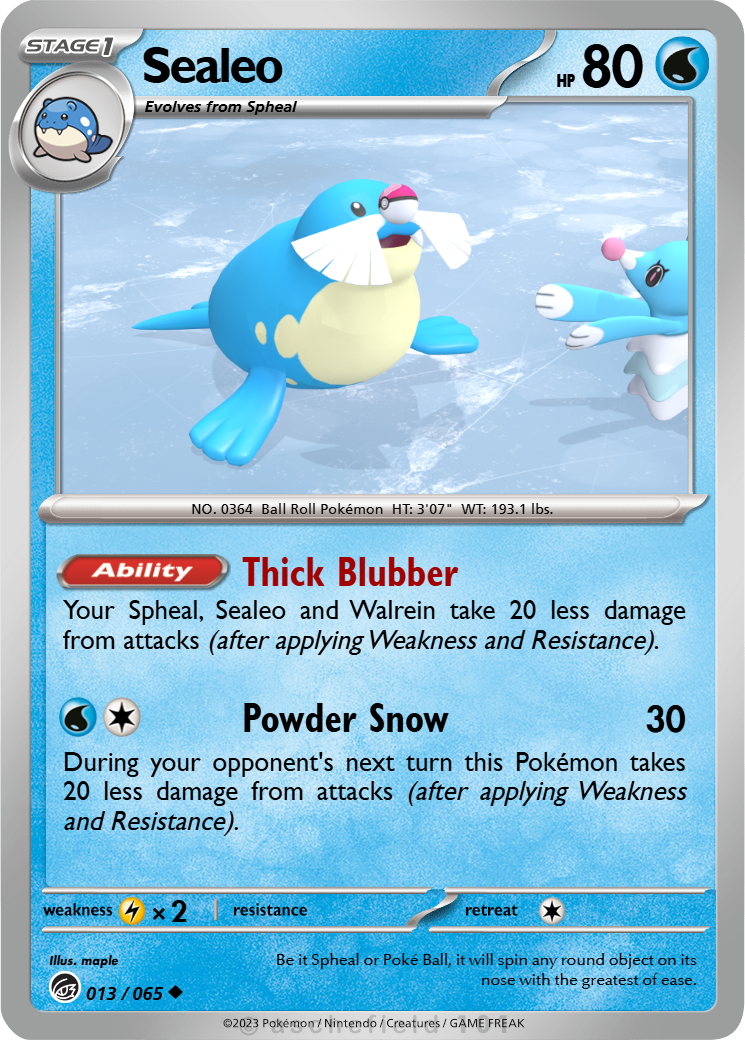 STAGE1
Sealeo
HP 80
Evolves from Spheal
NO. 0364 Ball Roll Pokémon HT: 3'07" WT: 193.1 lbs.
Ability Thick Blubber
Your Spheal, Sealeo and Walrein take 20 less damage
from attacks (after applying Weakness and Resistance).
Powder Snow 30
During your opponent's next turn this Pokémon takes
20 less damage from attacks (after applying Weakness
and Resistance).
weakness × 2 resistance retreat
Illus. maple
Be it Spheal or Poké Ball, it will spin any round object on its
nose with the greatest of ease.
013 / 065
©2023 Pokémon / Nintendo / Creatures / GAME FREAK